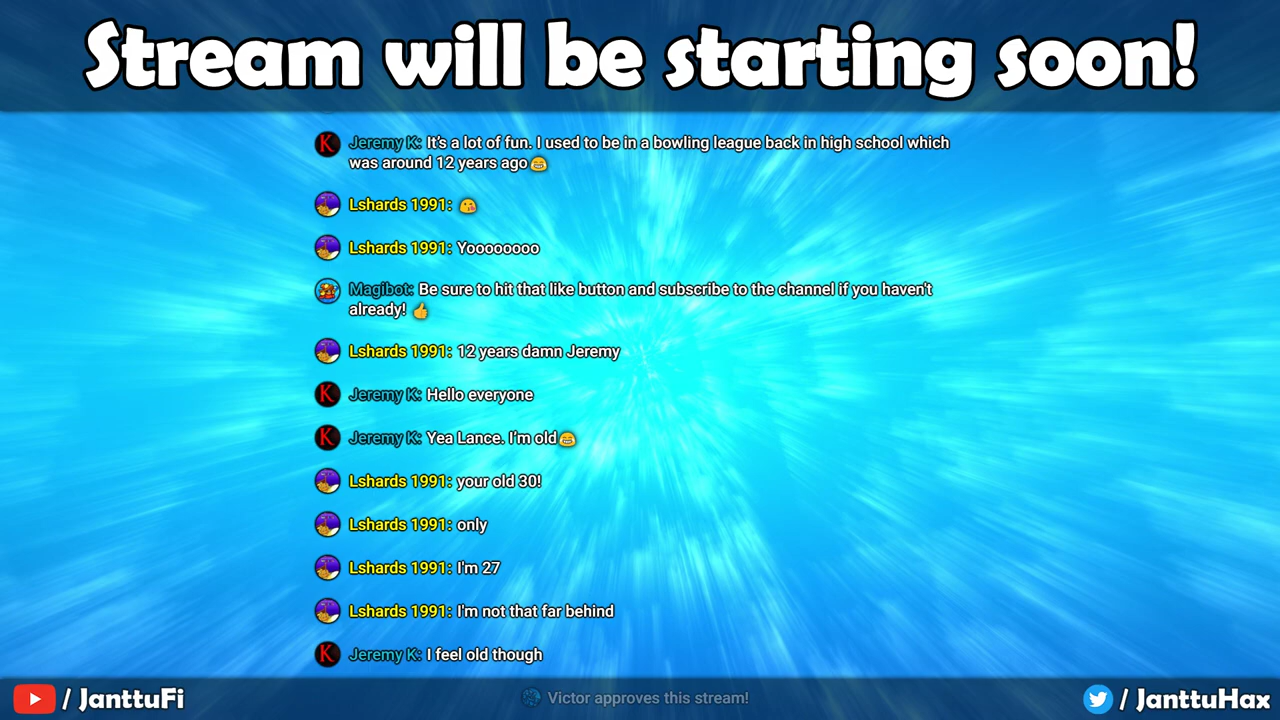 Stream will be starting soon!
Jeremy K: It's a lot of fun. I used to be in a bowling league back in high school which
was around 12 years ago😂
Lshards 1991: 😘
Lshards 1991: Yoooooooo
Magibot: Be sure to hit that like button and subscribe to the channel if you haven't
already! 👍
Lshards 1991: 12 years damn Jeremy
Jeremy K: Hello everyone
Jeremy K: Yea Lance. I'm old😂
Lshards 1991: your old 30!
Lshards 1991: only
Lshards 1991: I'm 27
Lshards 1991: I'm not that far behind
Jeremy K: I feel old though
/ JanttuFi
Victor approves this stream!
/ JanttuHax